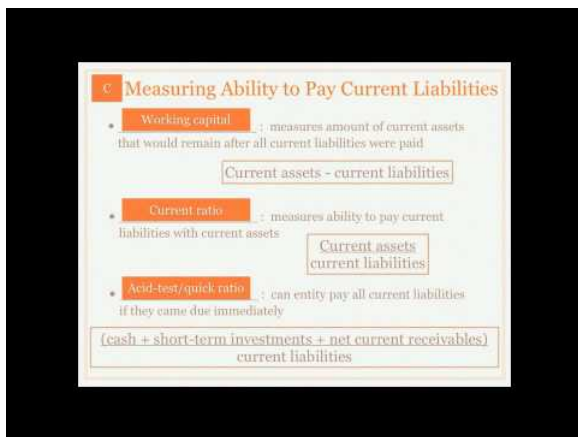 C Measuring Ability to Pay Current Liabilities
• Working capital : measures amount of current assets
that would remain after all current liabilities were paid
Current assets - current liabilities
• Current ratio : measures ability to pay current
liabilities with current assets
Current assets
current liabilities
• Acid-test/quick ratio : can entity pay all current liabilities
if they came due immediately
(cash + short-term investments + net current receivables)
current liabilities